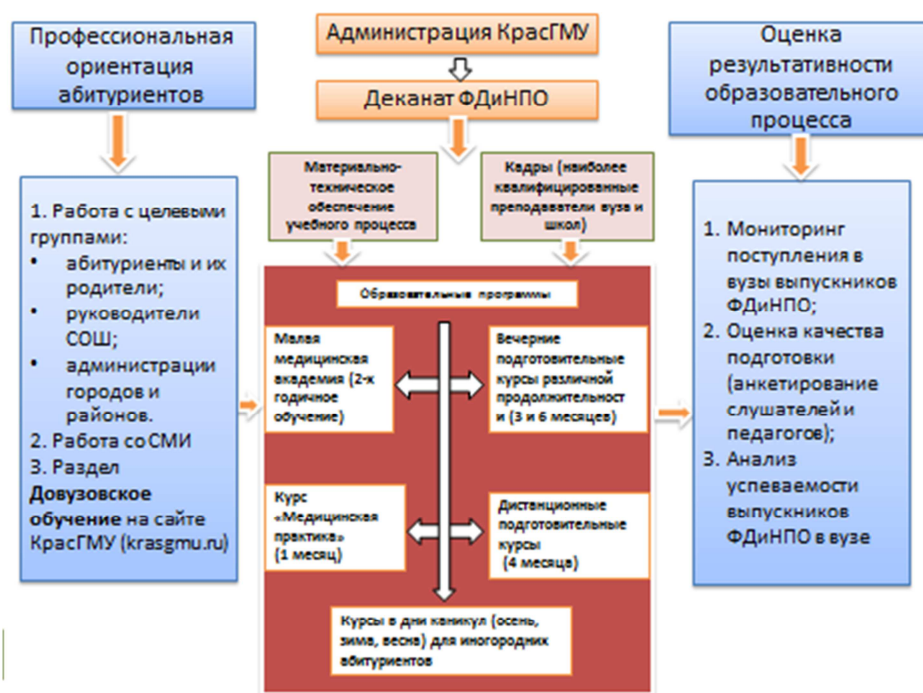 Профессиональная
ориентация
абитуриентов
Администрация КрасГМУ
Деканат ФДиНПО
Оценка
результативности
образовательного
процесса
Материально-
техническое
обеспечение
учебного процесса
Кадры (наиболее
квалифицированные
преподаватели вуза и
школ)
1. Работа с целевыми
группами:
• абитуриенты и их
родители;
• руководители
СОШ;
• администрации
городов и
районов.
2. Работа со СМИ
3. Раздел
Довузовское
обучение на сайте
КрасГМУ (krasgmu.ru)
Образовательные программы
Малая
медицинская
академия (2-х
годичное
обучение)
Вечерние
подготовительные
курсы различной
продолжительност
и (3 и 6 месяцев)
Курс
«Медицинская
практика»
(1 месяц)
Дистанционные
подготовительные
курсы
(4 месяца)
Курсы в дни каникул (осень,
зима, весна) для иногородних
абитуриентов
1. Мониторинг
поступления в
вузы выпускников
ФДиНПО;
2. Оценка качества
подготовки
(анкетирование
слушателей и
педагогов);
3. Анализ
успеваемости
выпускников
ФДиНПО в вузе